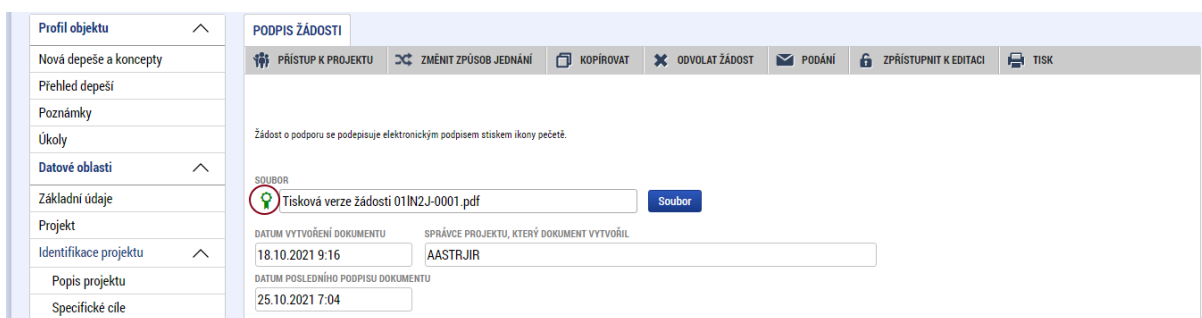 Profil objektu
Nová depeše a koncepty
Přehled depeší
Poznámky
Úkoly
Datové oblasti
Základní údaje
Projekt
Identifikace projektu
Popis projektu
Specifické cíle
PODPIS ŽÁDOSTI
PŘÍSTUP K PROJEKTU ZMĚNIT ZPŮSOB JEDNÁNÍ KOPÍROVAT ODVOLAT ŽÁDOST PODÁNÍ ZPŘÍSTUPNIT K EDITACI TISK
Žádost o podporu se podepisuje elektronickým podpisem stiskem ikony pečetě.
SOUBOR
Tisková verze žádosti 01lN2J-0001.pdf Soubor
DATUM VYTVOŘENÍ DOKUMENTU SPRÁVCE PROJEKTU, KTERÝ DOKUMENT VYTVOŘIL
18.10.2021 9:16 AASTRJIR
DATUM POSLEDNÍHO PODPISU DOKUMENTU
25.10.2021 7:04